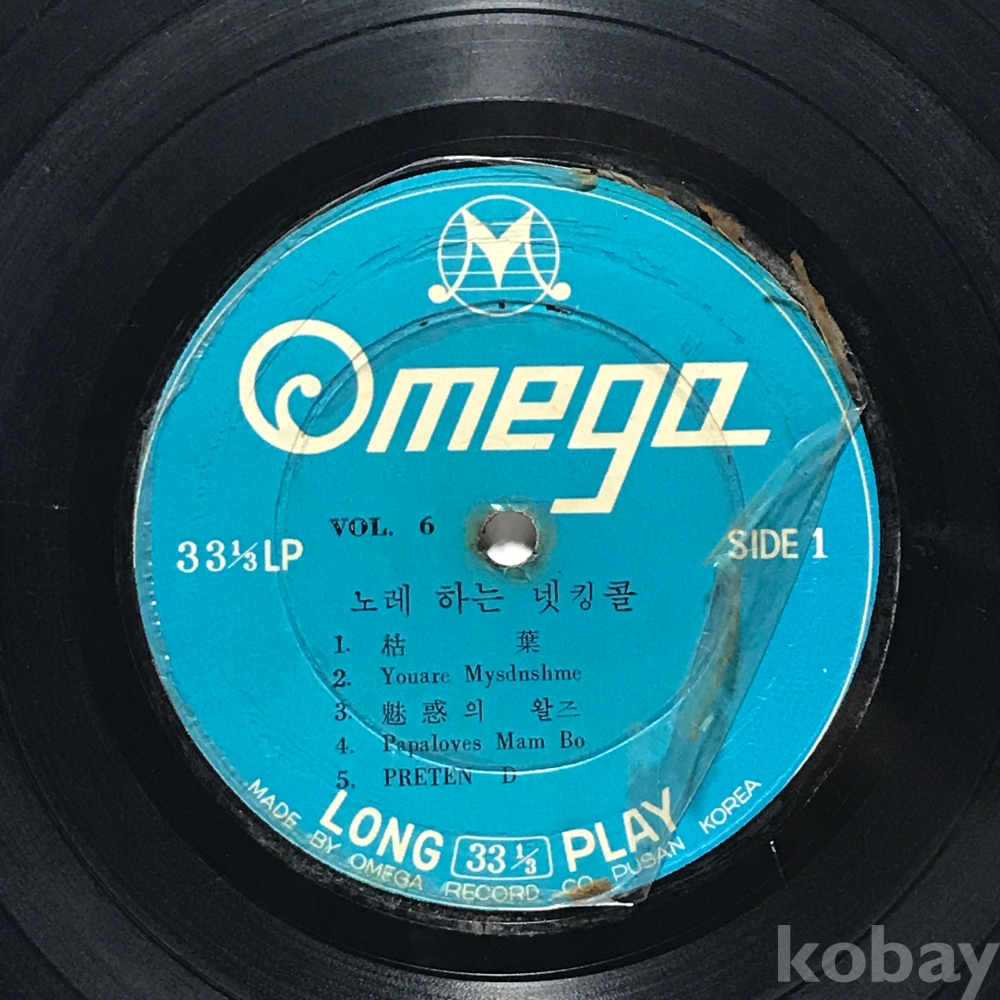 Omega
VOL. 6
33⅓LP
SIDE 1
노레 하는 넷킹콜
1. 枯 葉
2. Youare Mysdnshme
3. 魅惑의 왈즈
4. Papaloves Mam Bo
5. PRETEN D
LONG 33⅓ PLAY
MADE BY OMEGA RECORD CO PUSAN KOREA
kobay